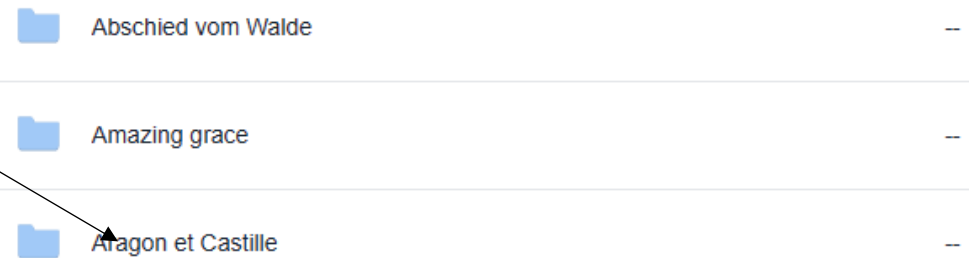 Abschied vom Walde --
Amazing grace --
Aragon et Castille --